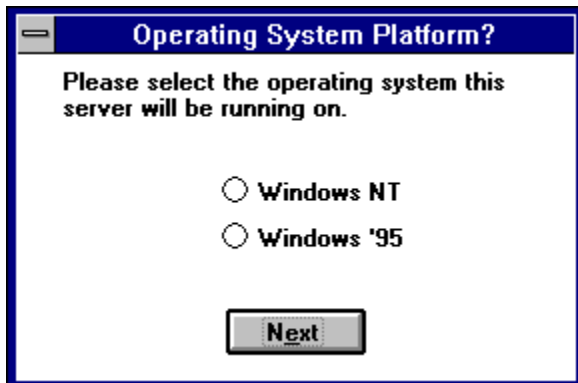 Operating System Platform?
Please select the operating system this
server will be running on.
Windows NT
Windows '95
Next